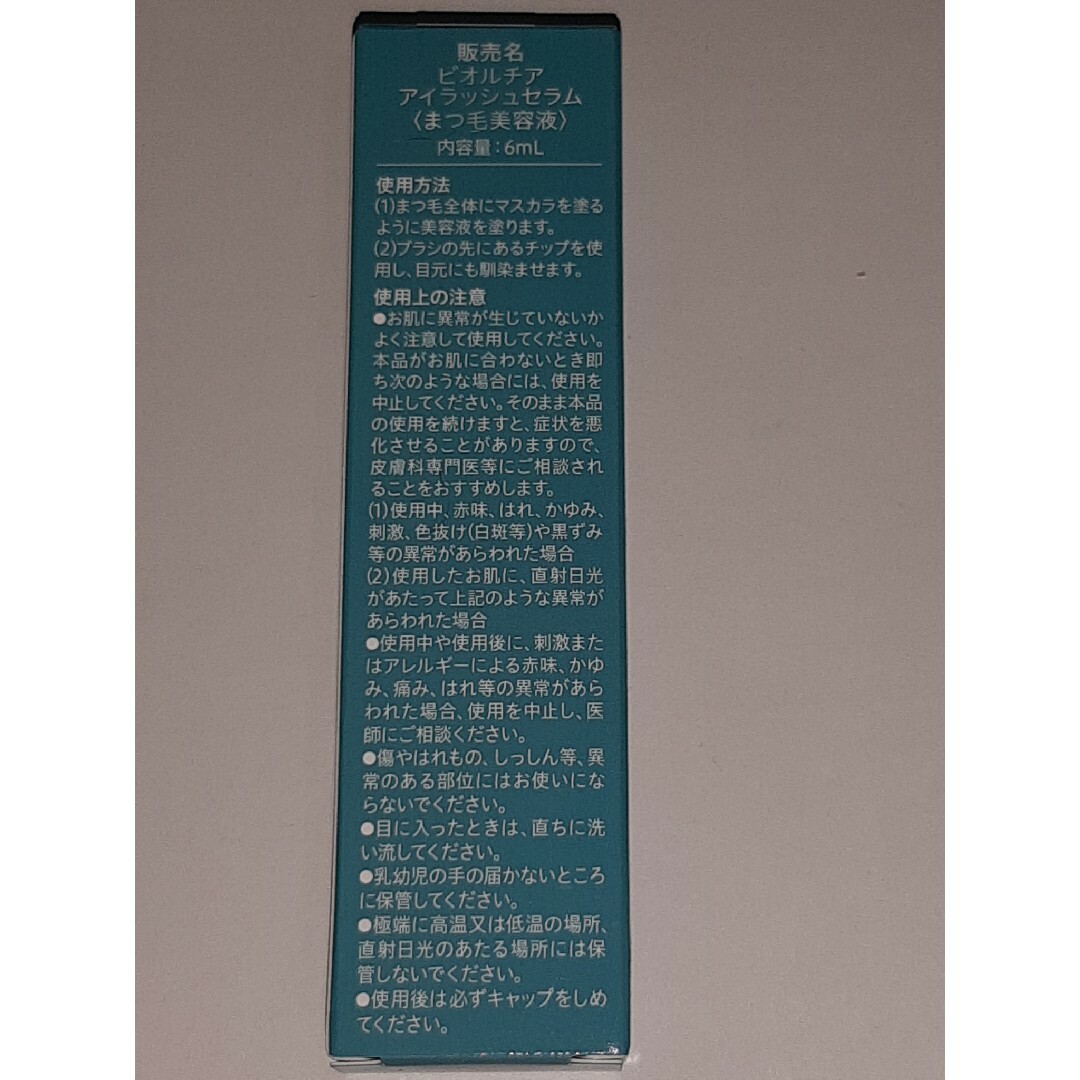 販売名
ビオルチア
アイラッシュセラム
〈まつ毛美容液〉
内容量：6mL
使用方法
(1)まつ毛全体にマスカラを塗る
ように美容液を塗ります。
(2)ブラシの先にあるチップを使
用し、目元にも馴染ませます。
使用上の注意
●お肌に異常が生じていないか
よく注意して使用してください。
本品がお肌に合わないとき即
ち次のような場合には、使用を
中止してください。そのまま本品
の使用を続けますと、症状を悪
化させることがありますので、
皮膚科専門医等にご相談され
ることをおすすめします。
(1)使用中、赤味、はれ、かゆみ、
刺激、色抜け(白斑等)や黒ずみ
等の異常があらわれた場合
(2)使用したお肌に、直射日光
があたって上記のような異常が
あらわれた場合
●使用中や使用後に、刺激また
はアレルギーによる赤味、かゆ
み、痛み、はれ等の異常があら
われた場合、使用を中止し、医
師にご相談ください。
●傷やはれもの、しっしん等、異
常のある部位にはお使いにな
らないでください。
●目に入ったときは、直ちに洗
い流してください。
●乳幼児の手の届かないところ
に保管してください。
●極端に高温又は低温の場所、
直射日光のあたる場所には保
管しないでください。
●使用後は必ずキャップをしめ
てください。